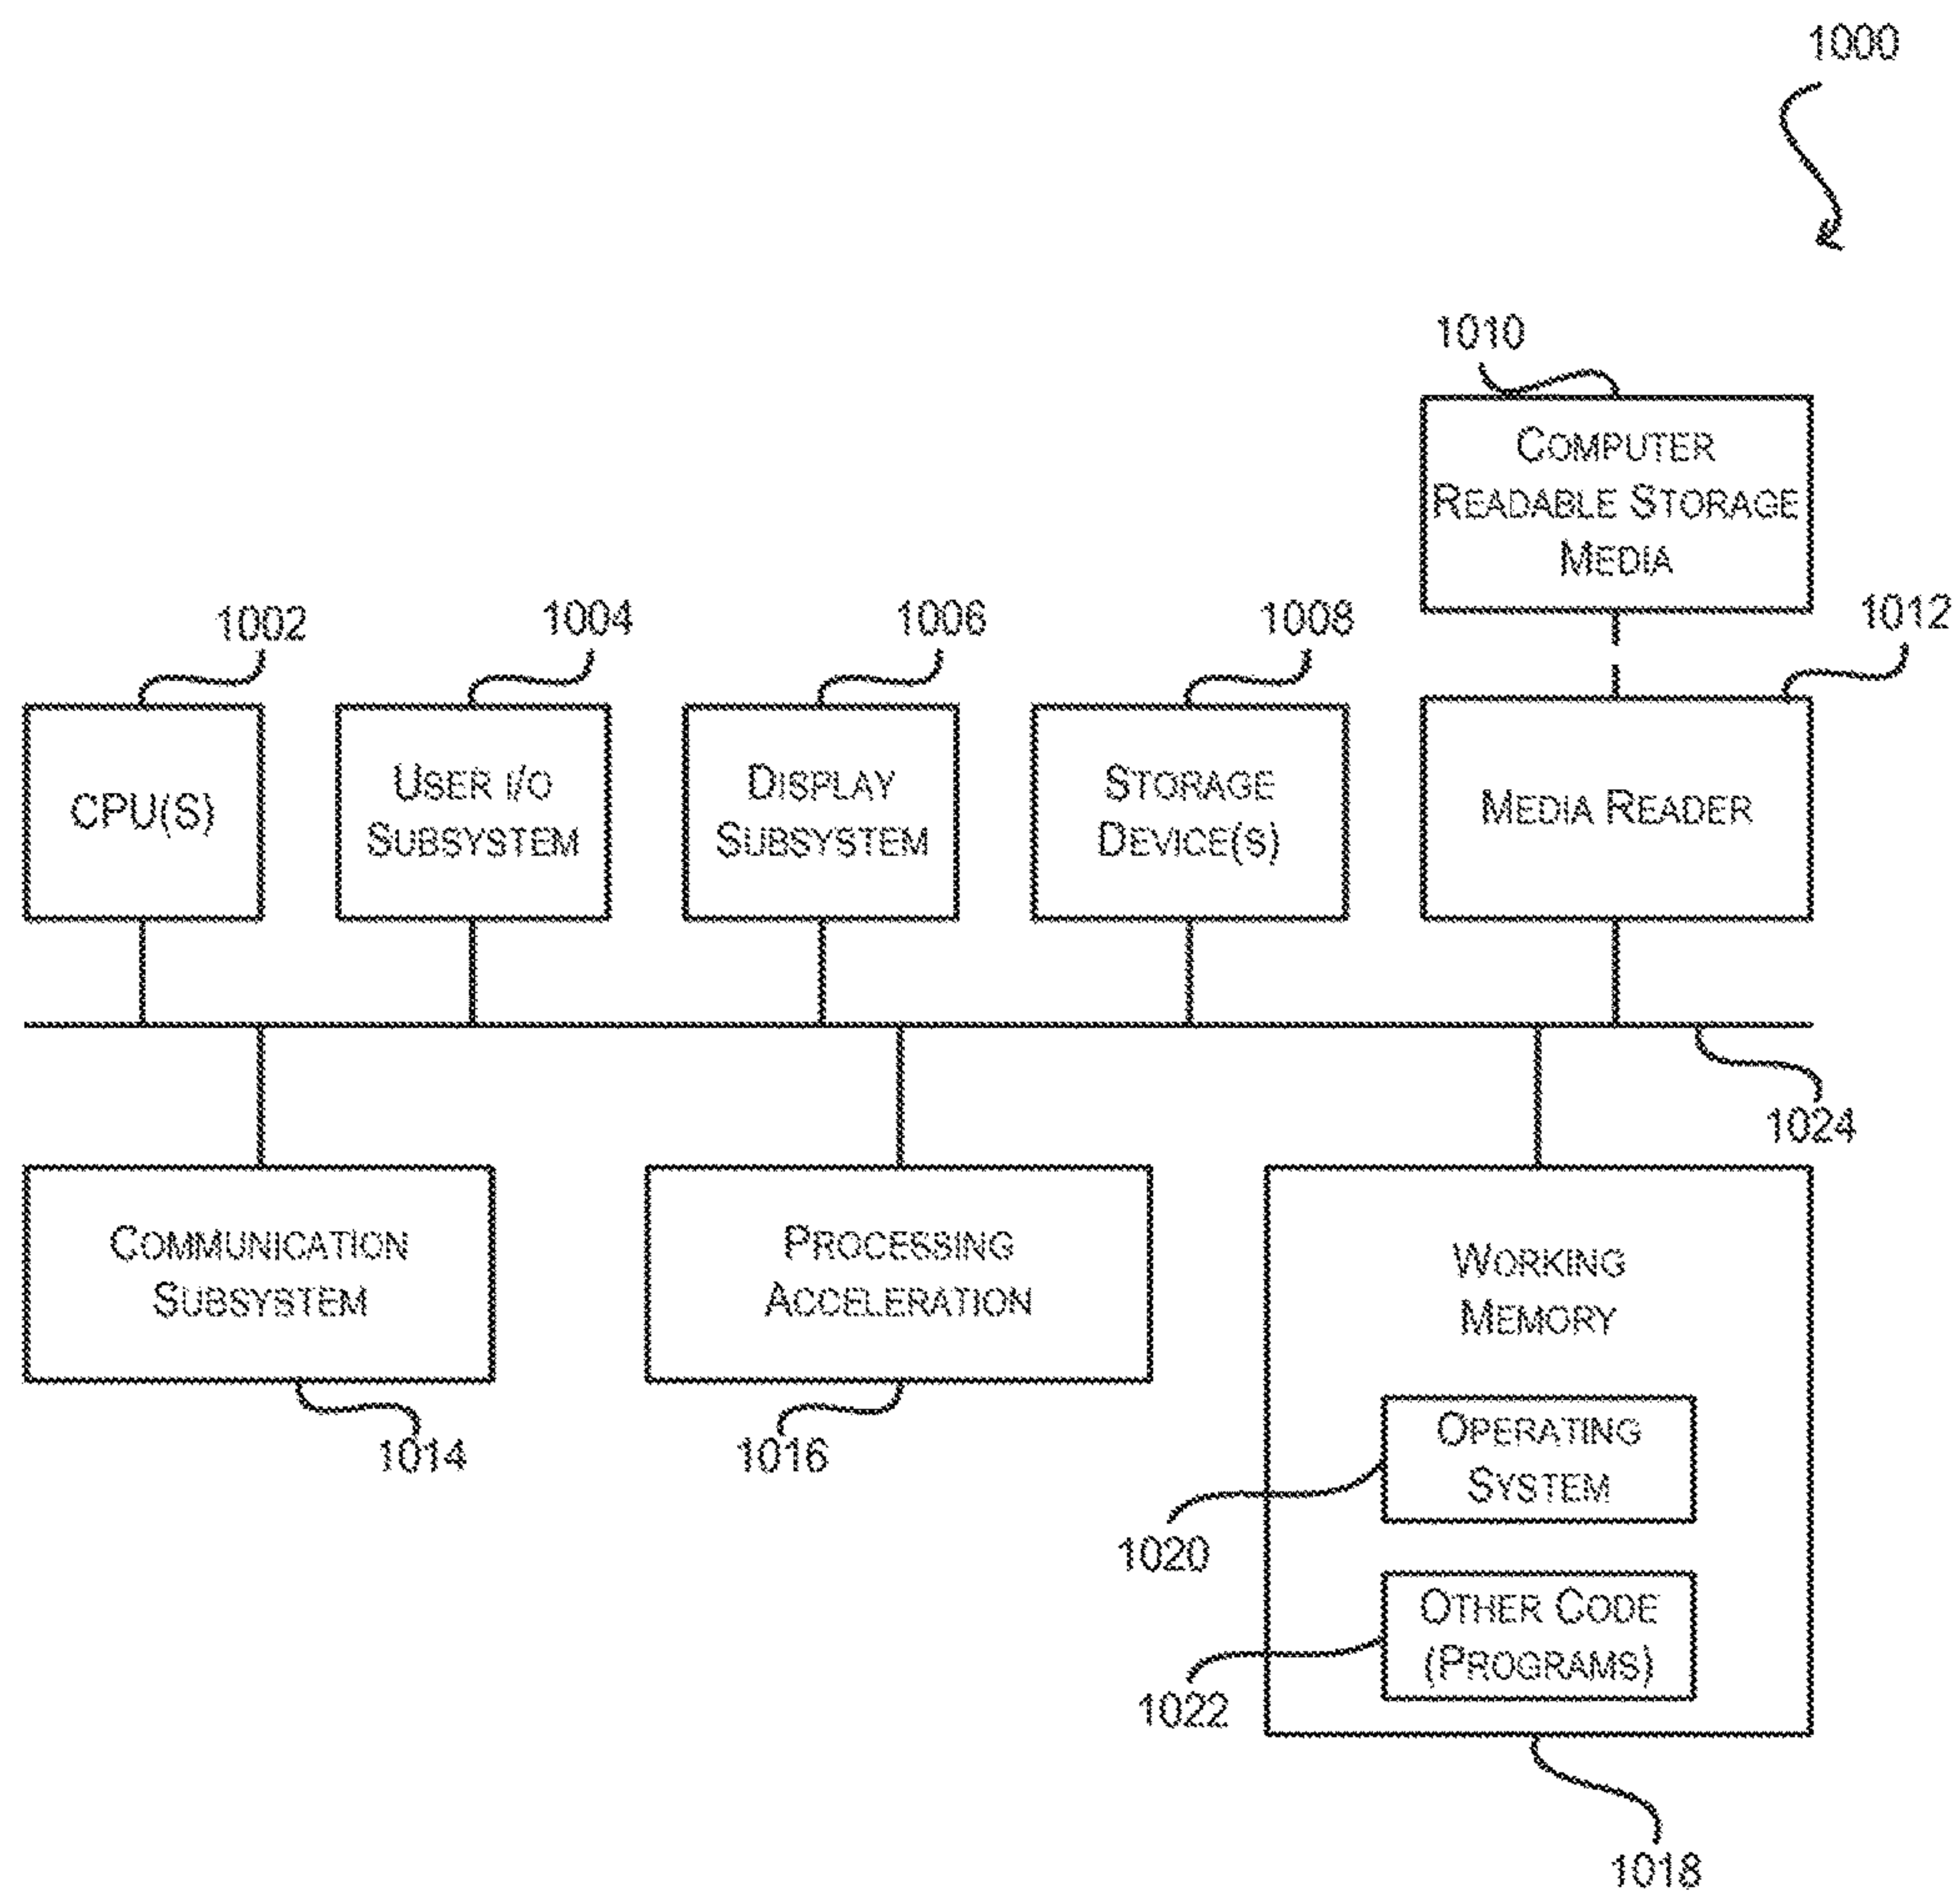 1000
1010
COMPUTER
READABLE STORAGE
MEDIA
1002
1004
1006
1008
1012
CPU(S)
USER I/O
SUBSYSTEM
DISPLAY
SUBSYSTEM
STORAGE
DEVICE(S)
MEDIA READER
1024
COMMUNICATION
SUBSYSTEM
PROCESSING
ACCELERATION
WORKING
MEMORY
1014
1016
OPERATING
SYSTEM
1020
OTHER CODE
(PROGRAMS)
1022
1018